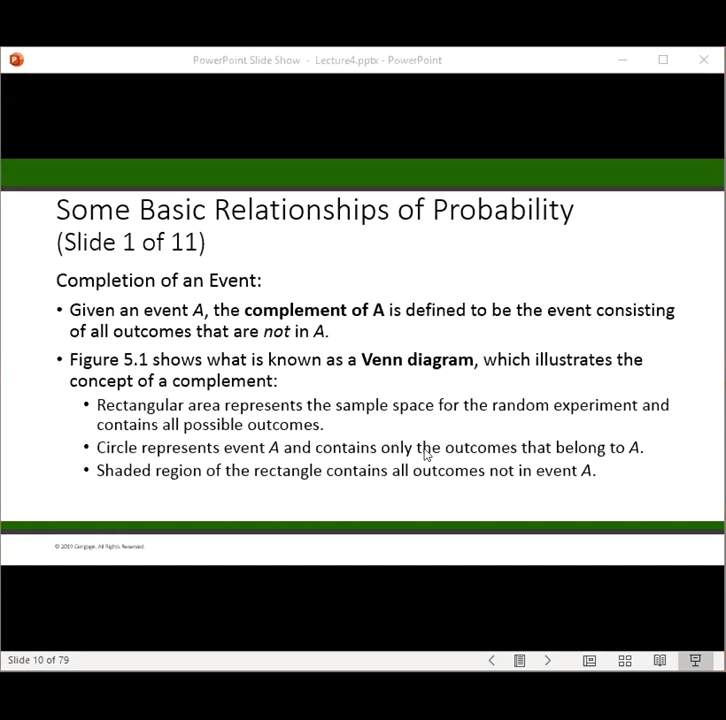 PowerPoint Slide Show - Lecture4.pptx - PowerPoint
Some Basic Relationships of Probability
(Slide 1 of 11)
Completion of an Event:
• Given an event A, the complement of A is defined to be the event consisting
of all outcomes that are not in A.
• Figure 5.1 shows what is known as a Venn diagram, which illustrates the
concept of a complement:
• Rectangular area represents the sample space for the random experiment and
contains all possible outcomes.
• Circle represents event A and contains only the outcomes that belong to A.
• Shaded region of the rectangle contains all outcomes not in event A.
© 2019 Cengage. All Rights Reserved.
Slide 10 of 79